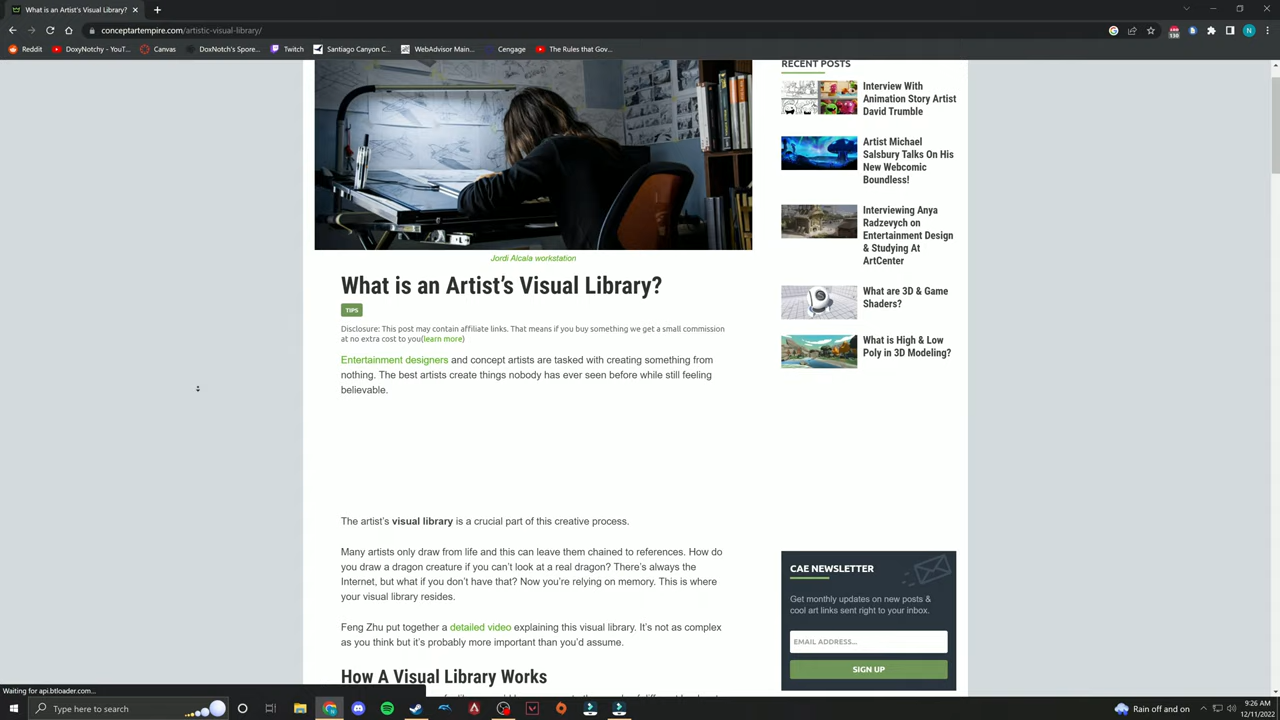 What is an Artist's Visual Library?
conceptartempire.com/artistic-visual-library/
Reddit
DoxyNotchy - YouT...
Canvas
DoxNotch's Spore...
Twitch
Santiago Canyon C...
WebAdvisor Main...
Cengage
The Rules that Gov...
Jordi Alcala workstation
What is an Artist's Visual Library?
TIPS
Disclosure: This post may contain affiliate links. That means if you buy something we get a small commission
at no extra cost to you(learn more)
Entertainment designers and concept artists are tasked with creating something from
nothing. The best artists create things nobody has ever seen before while still feeling
believable.
The artist's visual library is a crucial part of this creative process.
Many artists only draw from life and this can leave them chained to references. How do
you draw a dragon creature if you can't look at a real dragon? There's always the
Internet, but what if you don't have that? Now you're relying on memory. This is where
your visual library resides.
Feng Zhu put together a detailed video explaining this visual library. It's not as complex
as you think but it's probably more important than you'd assume.
How A Visual Library Works
RECENT POSTS
Interview With
Animation Story Artist
David Trumble
Artist Michael
Salsbury Talks On His
New Webcomic
Boundless!
Interviewing Anya
Radzevych on
Entertainment Design
& Studying At
ArtCenter
What are 3D & Game
Shaders?
What is High & Low
Poly in 3D Modeling?
CAE NEWSLETTER
Get monthly updates on new posts &
cool art links sent right to your inbox.
EMAIL ADDRESS...
SIGN UP
Waiting for api.btloader.com...
Type here to search
Rain off and on
9:26 AM
12/11/2022